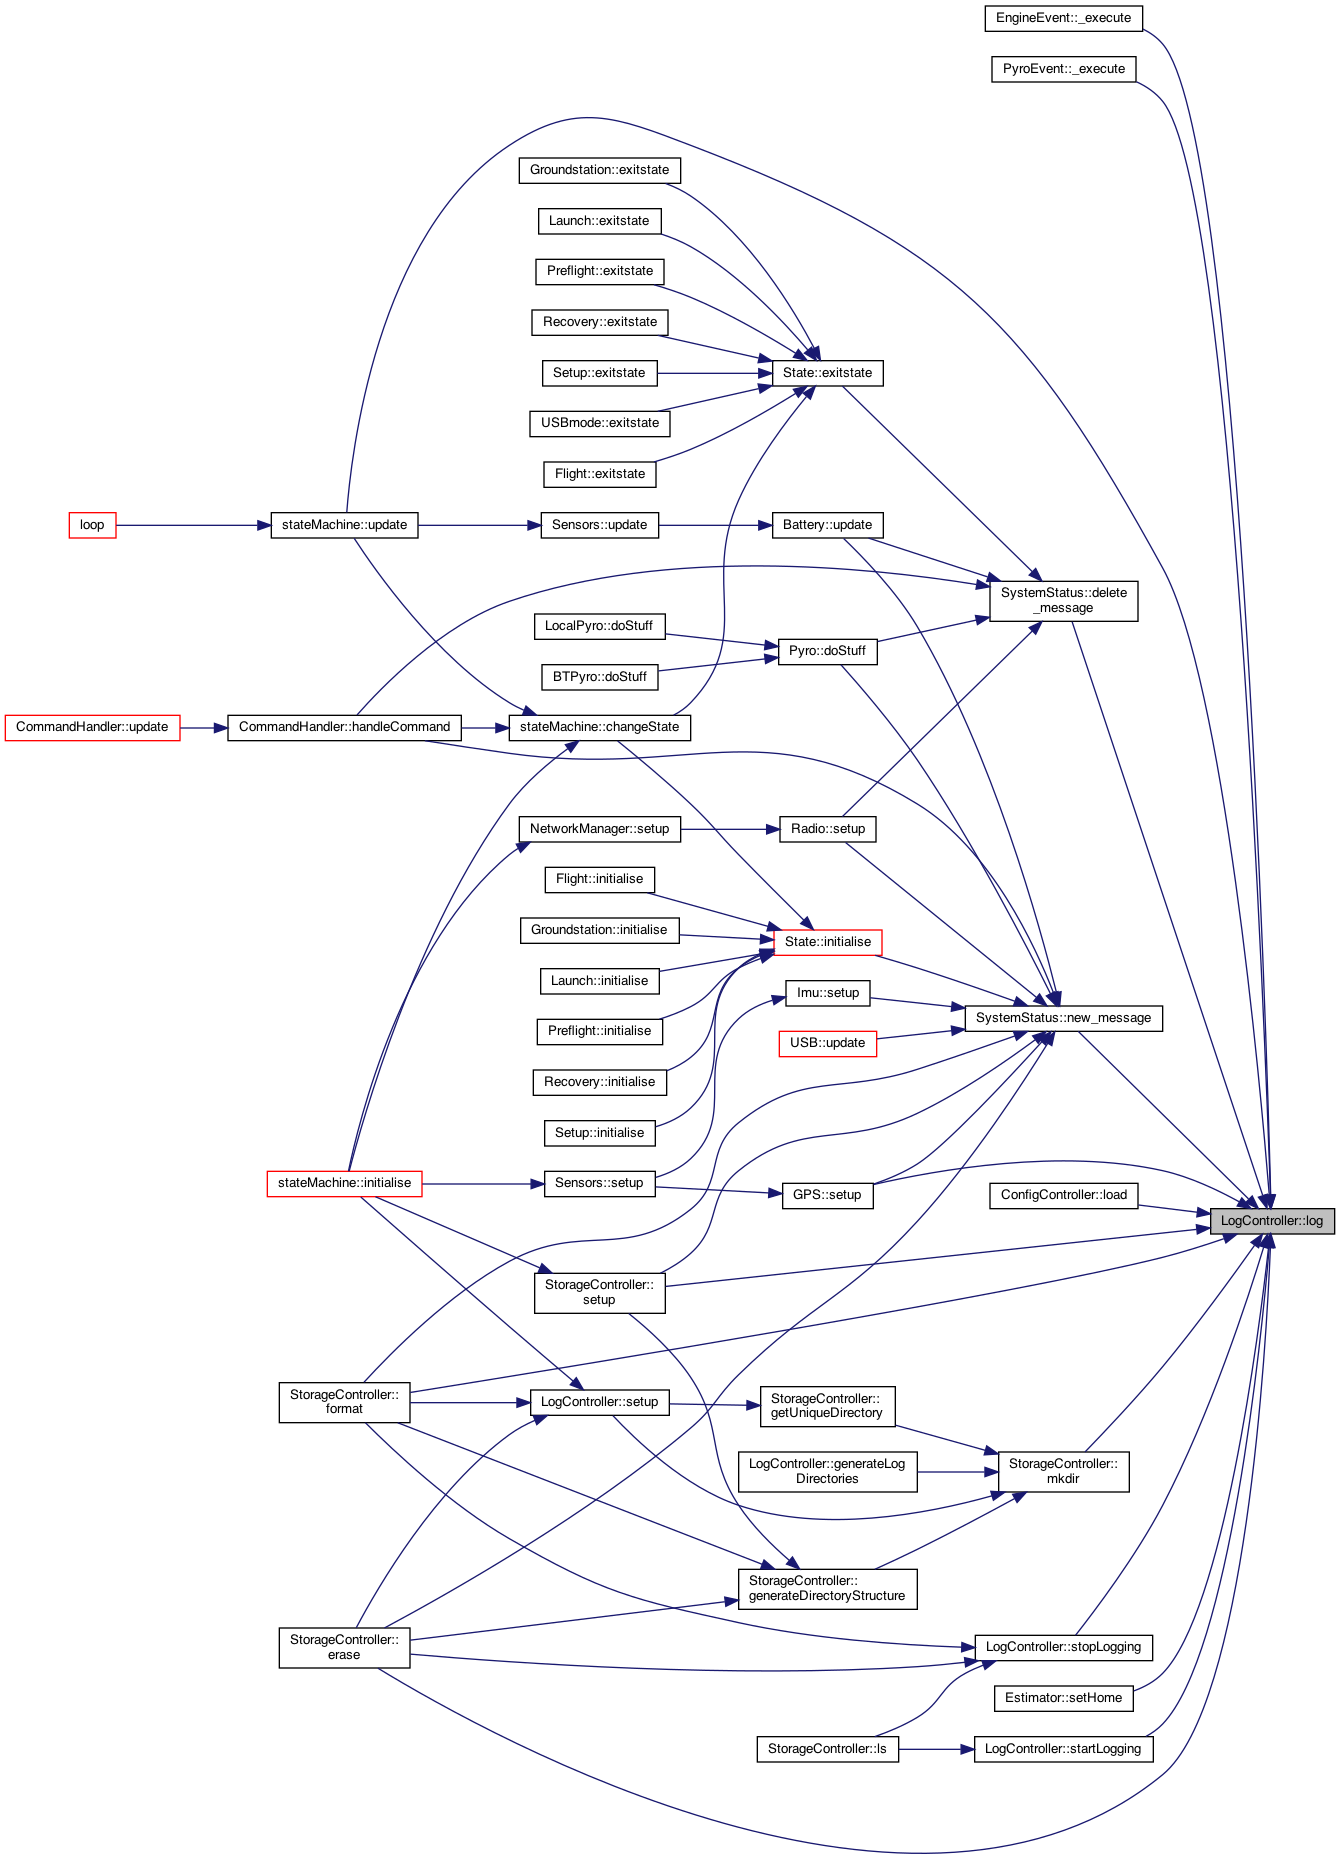 EngineEvent::_execute
PyroEvent::_execute
Groundstation::exitstate
Launch::exitstate
Preflight::exitstate
Recovery::exitstate
State::exitstate
Setup::exitstate
USBmode::exitstate
Flight::exitstate
loop
stateMachine::update
Sensors::update
Battery::update
SystemStatus::delete
_message
LocalPyro::doStuff
Pyro::doStuff
BTPyro::doStuff
CommandHandler::update
CommandHandler::handleCommand
stateMachine::changeState
NetworkManager::setup
Radio::setup
Flight::initialise
Groundstation::initialise
State::initialise
Launch::initialise
Imu::setup
SystemStatus::new_message
Preflight::initialise
USB::update
Recovery::initialise
Setup::initialise
stateMachine::initialise
Sensors::setup
GPS::setup
ConfigController::load
LogController::log
StorageController::
setup
StorageController::
format
LogController::setup
StorageController::
getUniqueDirectory
LogController::generateLog
Directories
StorageController::
mkdir
StorageController::
generateDirectoryStructure
StorageController::
erase
LogController::stopLogging
Estimator::setHome
StorageController::ls
LogController::startLogging